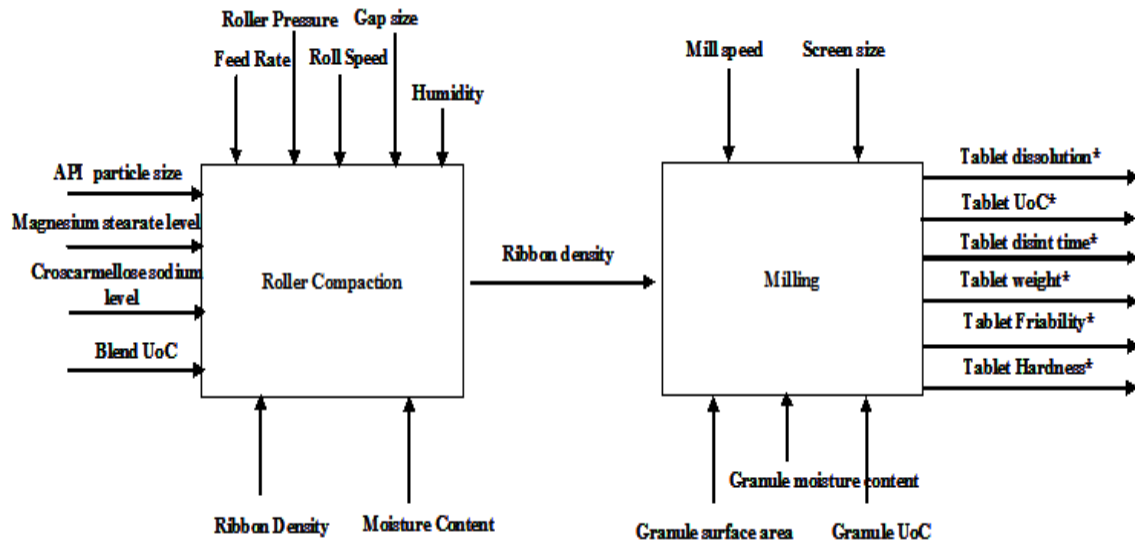 Roller Pressure
Gap size
Feed Rate
Roll Speed
Humidity
Mill speed
Screen size
API particle size
Magnesium stearate level
Croscarmellose sodium
level
Blend UoC
Roller Compaction
Ribbon density
Milling
Tablet dissolution*
Tablet UoC*
Tablet disint time*
Tablet weight*
Tablet Friability*
Tablet Hardness*
Ribbon Density
Moisture Content
Granule moisture content
Granule surface area
Granule UoC